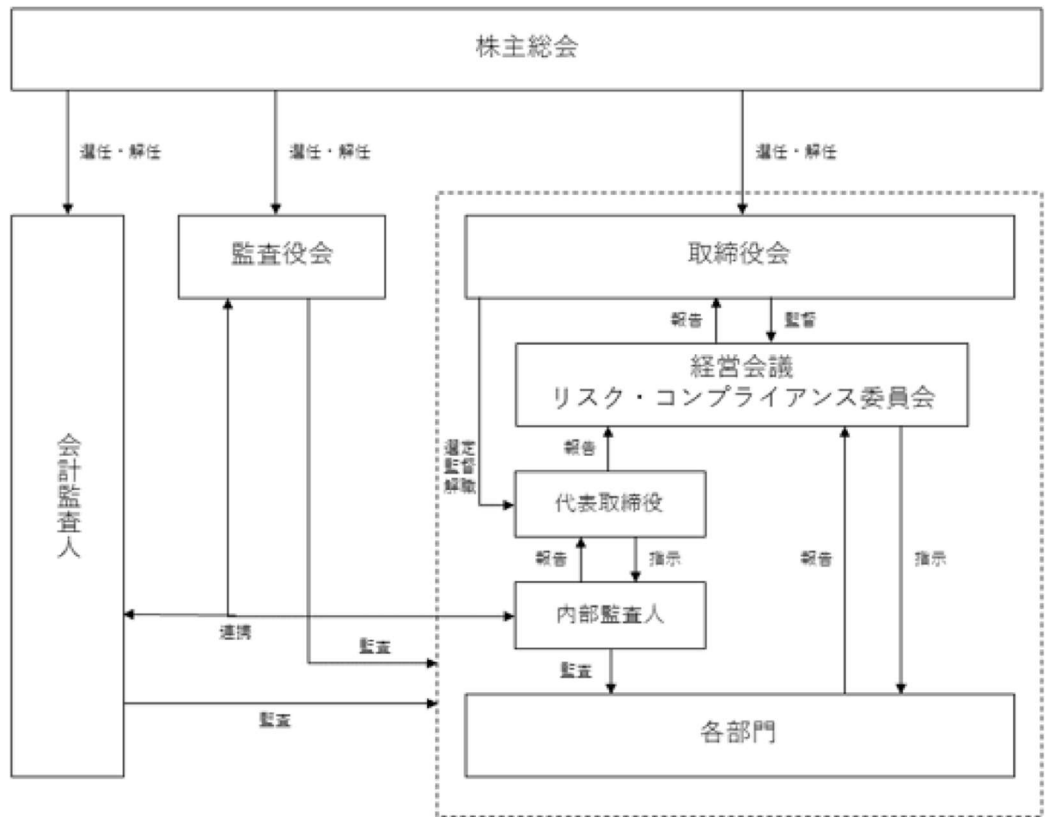 株主総会
選任・解任
選任・解任
選任・解任
監査役会
取締役会
報告
監督
経営会議
リスク・コンプライアンス委員会
会計監査人
選定
監督
解職
報告
代表取締役
報告
指示
報告
指示
内部監査人
連携
監査
監査
監査
各部門